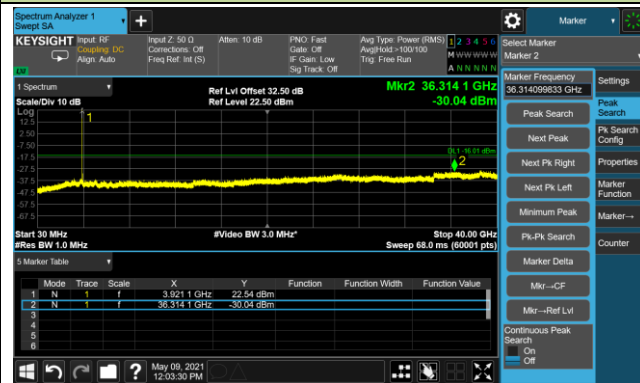 Spectrum Analyzer 1
Swept SA
KEYSIGHT
Input: RF
Coupling: DC
Align: Auto
Input Z: 50 Ω
Corrections: Off
Freq Ref: Int (S)
Atten: 10 dB
PNO: Fast
Gate: Off
IF Gain: Low
Sig Track: Off
Avg Type: Power (RMS)
Avg|Hold:>100/100
Trig: Free Run
1 2 3 4 5 6
M W W W W W
A N N N N N
LXI
1 Spectrum
Scale/Div 10 dB
Ref Lvl Offset 32.50 dB
Ref Level 22.50 dBm
Mkr2 36.314 1 GHz
-30.04 dBm
Log
12.5
2.50
-7.50
-17.5
-27.5
-37.5
-47.5
-57.5
-67.5
1
DL1 -16.01 dBm
2
Start 30 MHz
#Res BW 1.0 MHz
#Video BW 3.0 MHz*
Stop 40.00 GHz
Sweep 68.0 ms (60001 pts)
5 Marker Table
Mode Trace Scale X Y Function Function Width Function Value
1 N 1 f 3.921 1 GHz 22.54 dBm
2 N 1 f 36.314 1 GHz -30.04 dBm
3
4
5
6
May 09, 2021
12:03:30 PM
Marker
Select Marker
Marker 2
Marker Frequency
36.314099833 GHz
Peak Search
Next Peak
Next Pk Right
Next Pk Left
Minimum Peak
Pk-Pk Search
Marker Delta
Mkr→CF
Mkr→Ref Lvl
Continuous Peak
Search
On
Off
Settings
Peak
Search
Pk Search
Config
Properties
Marker
Function
Marker→
Counter